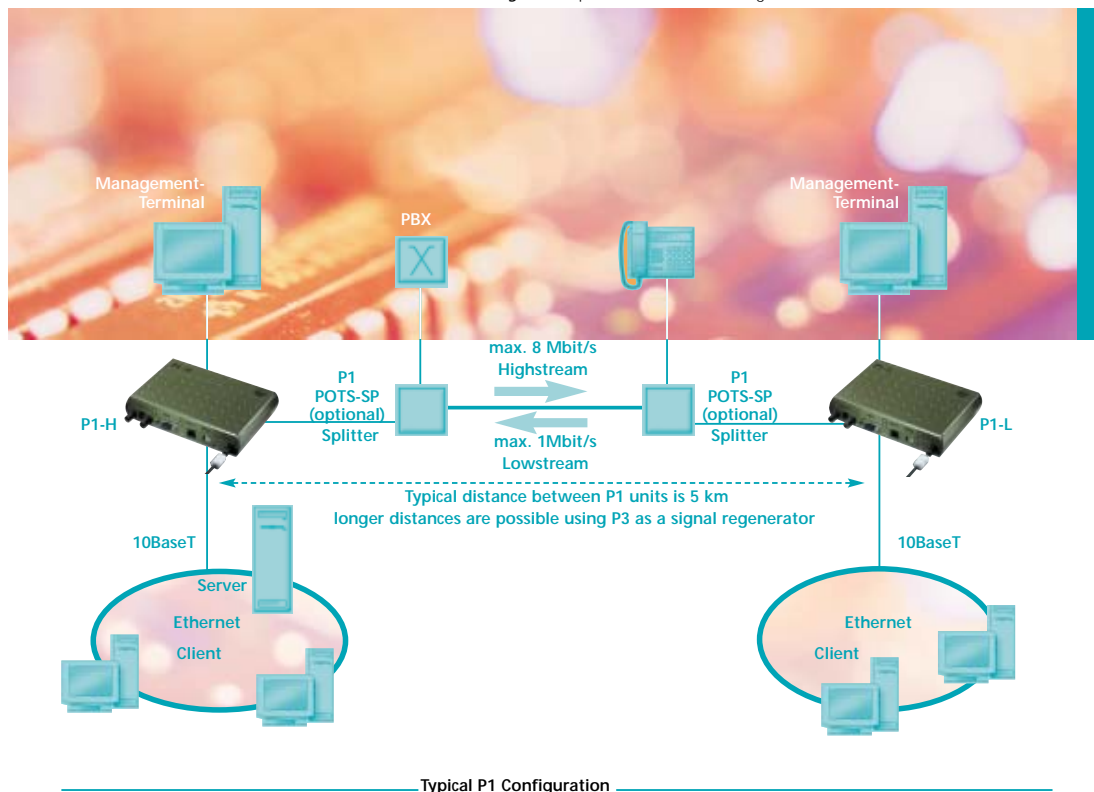 Management-
Terminal
PBX
Management-
Terminal
max. 8 Mbit/s
Highstream
P1
POTS-SP
(optional)
Splitter
P1
POTS-SP
(optional)
Splitter
P1-H
P1-L
max. 1Mbit/s
Lowstream
Typical distance between P1 units is 5 km
longer distances are possible using P3 as a signal regenerator
10BaseT
10BaseT
Server
Ethernet
Client
Ethernet
Client
Typical P1 Configuration